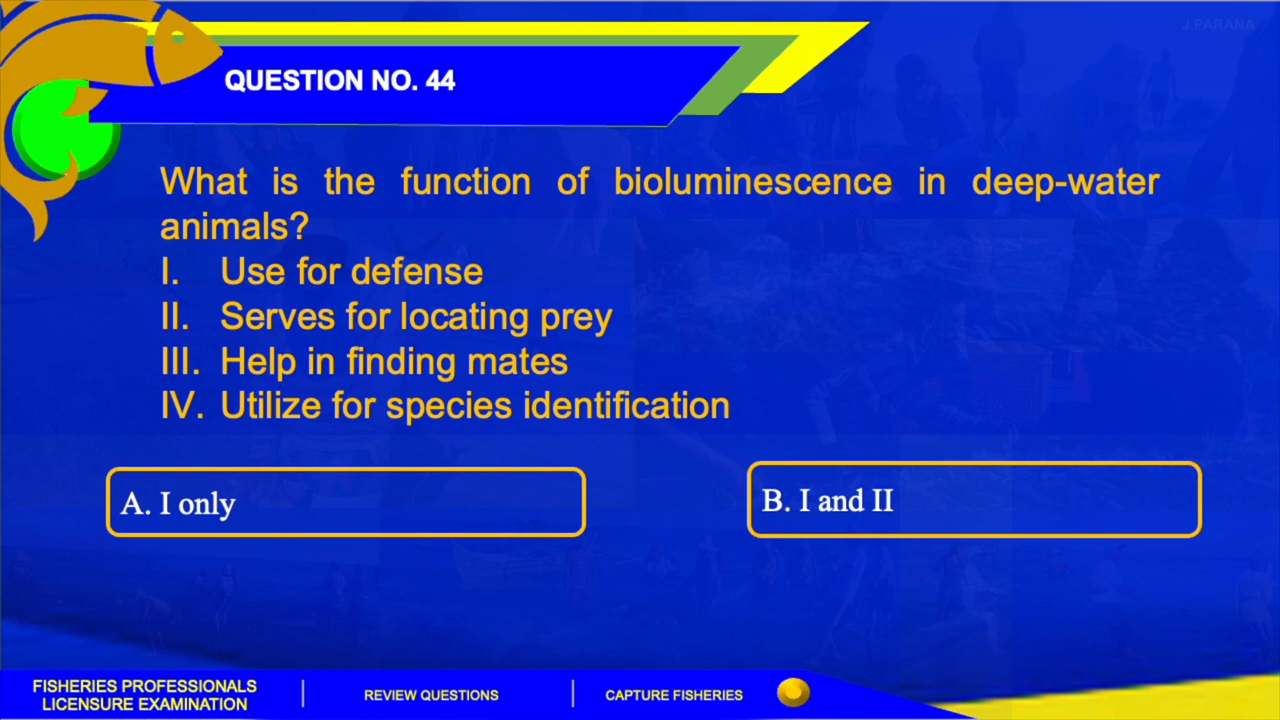 J.PARANA
QUESTION NO. 44
What is the function of bioluminescence in deep-water
animals?
I. Use for defense
II. Serves for locating prey
III. Help in finding mates
IV. Utilize for species identification
A. I only
B. I and II
FISHERIES PROFESSIONALS
LICENSURE EXAMINATION
REVIEW QUESTIONS
CAPTURE FISHERIES